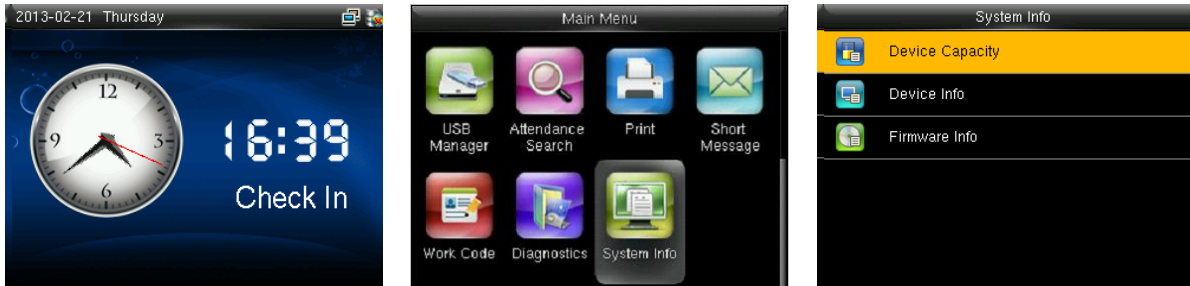 2013-02-21 Thursday
12
9
3
6
16:39
Check In
Main Menu
USB
Manager
Attendance
Search
Print
Short
Message
Work Code
Diagnostics
System Info
System Info
Device Capacity
Device Info
Firmware Info